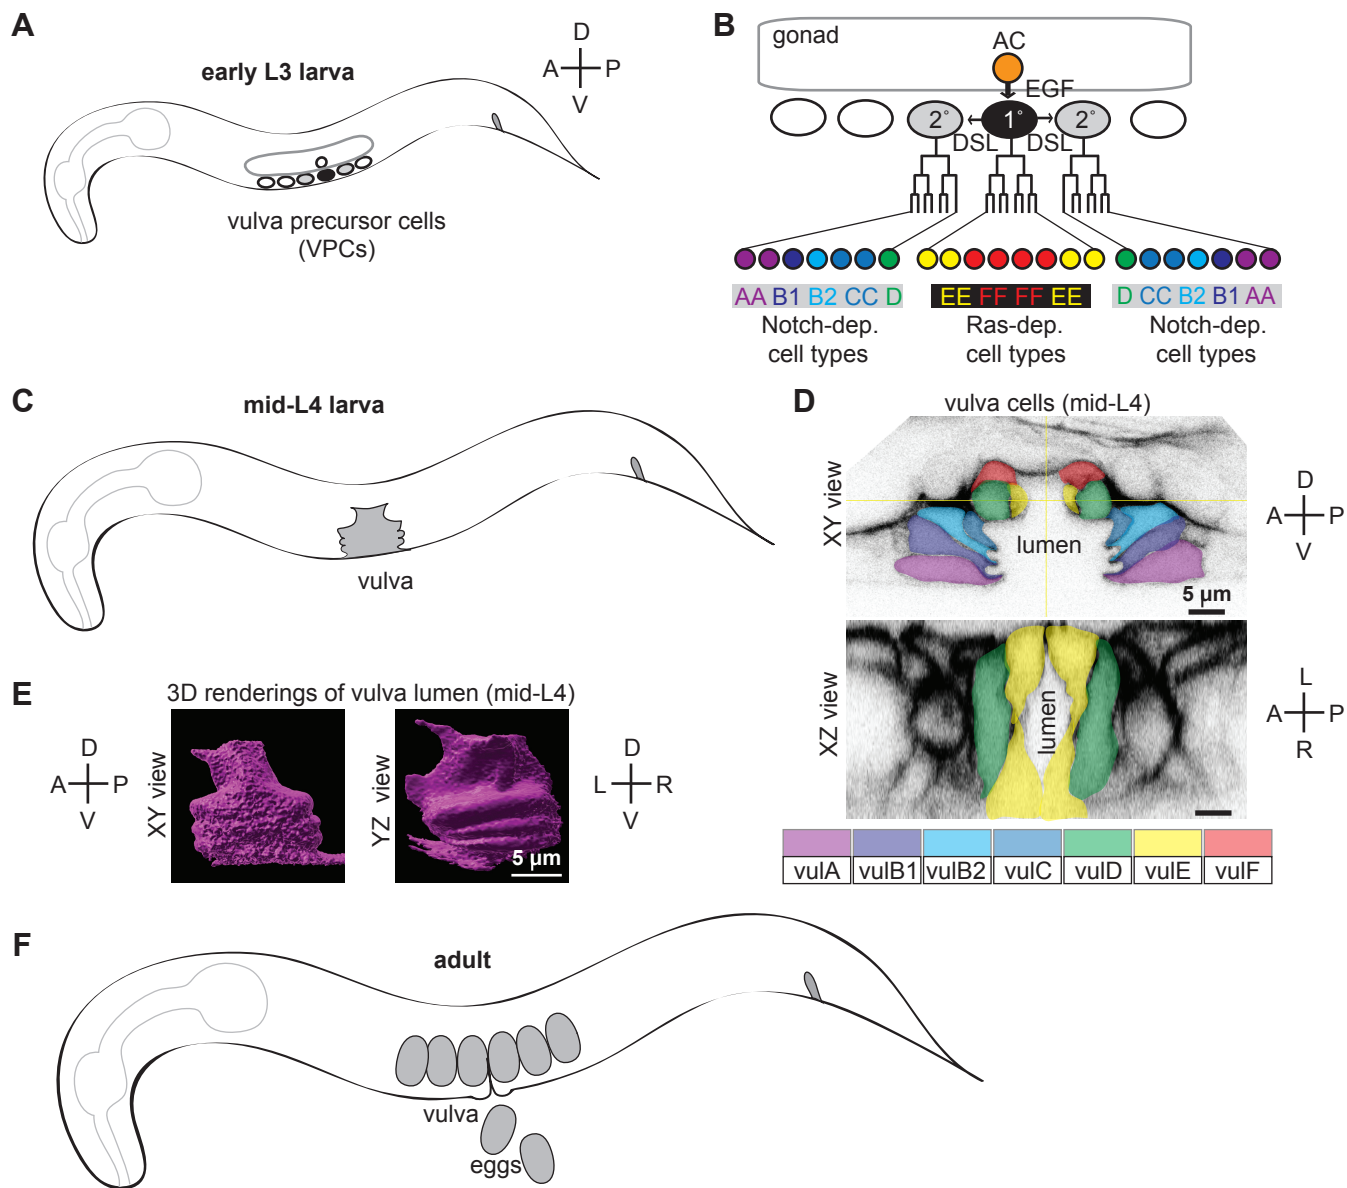 A
early L3 larva
D
A P
V
vulva precursor cells
(VPCs)
B
gonad
AC
EGF
2° 1° 2°
DSL DSL
AA B1 B2 CC D
EE FF FF EE
D CC B2 B1 AA
Notch-dep.
cell types
Ras-dep.
cell types
Notch-dep.
cell types
C
mid-L4 larva
vulva
D
vulva cells (mid-L4)
XY view
lumen
5 µm
D
A P
V
XZ view
lumen
L
A P
R
vulA vulB1 vulB2 vulC vulD vulE vulF
E
3D renderings of vulva lumen (mid-L4)
D
A P
V
XY view
YZ view
5 µm
D
L R
V
F
adult
vulva
eggs